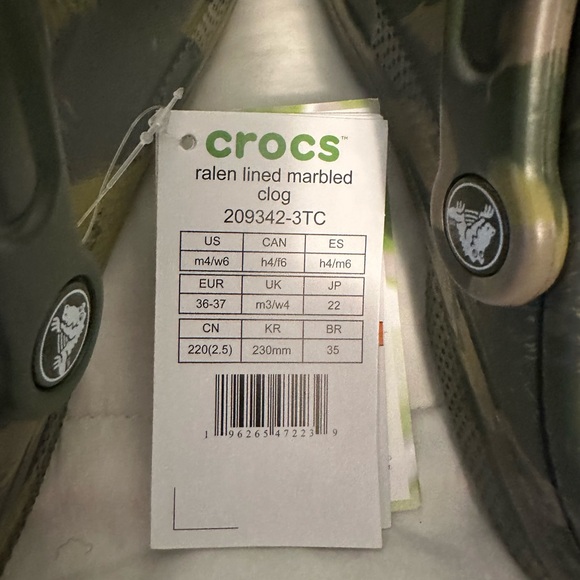 crocs™
ralen lined marbled
clog
209342-3TC
US CAN ES
m4/w6 h4/f6 h4/m6
EUR UK JP
36-37 m3/w4 22
CN KR BR
220(2.5) 230mm 35
1 96265 47223 9